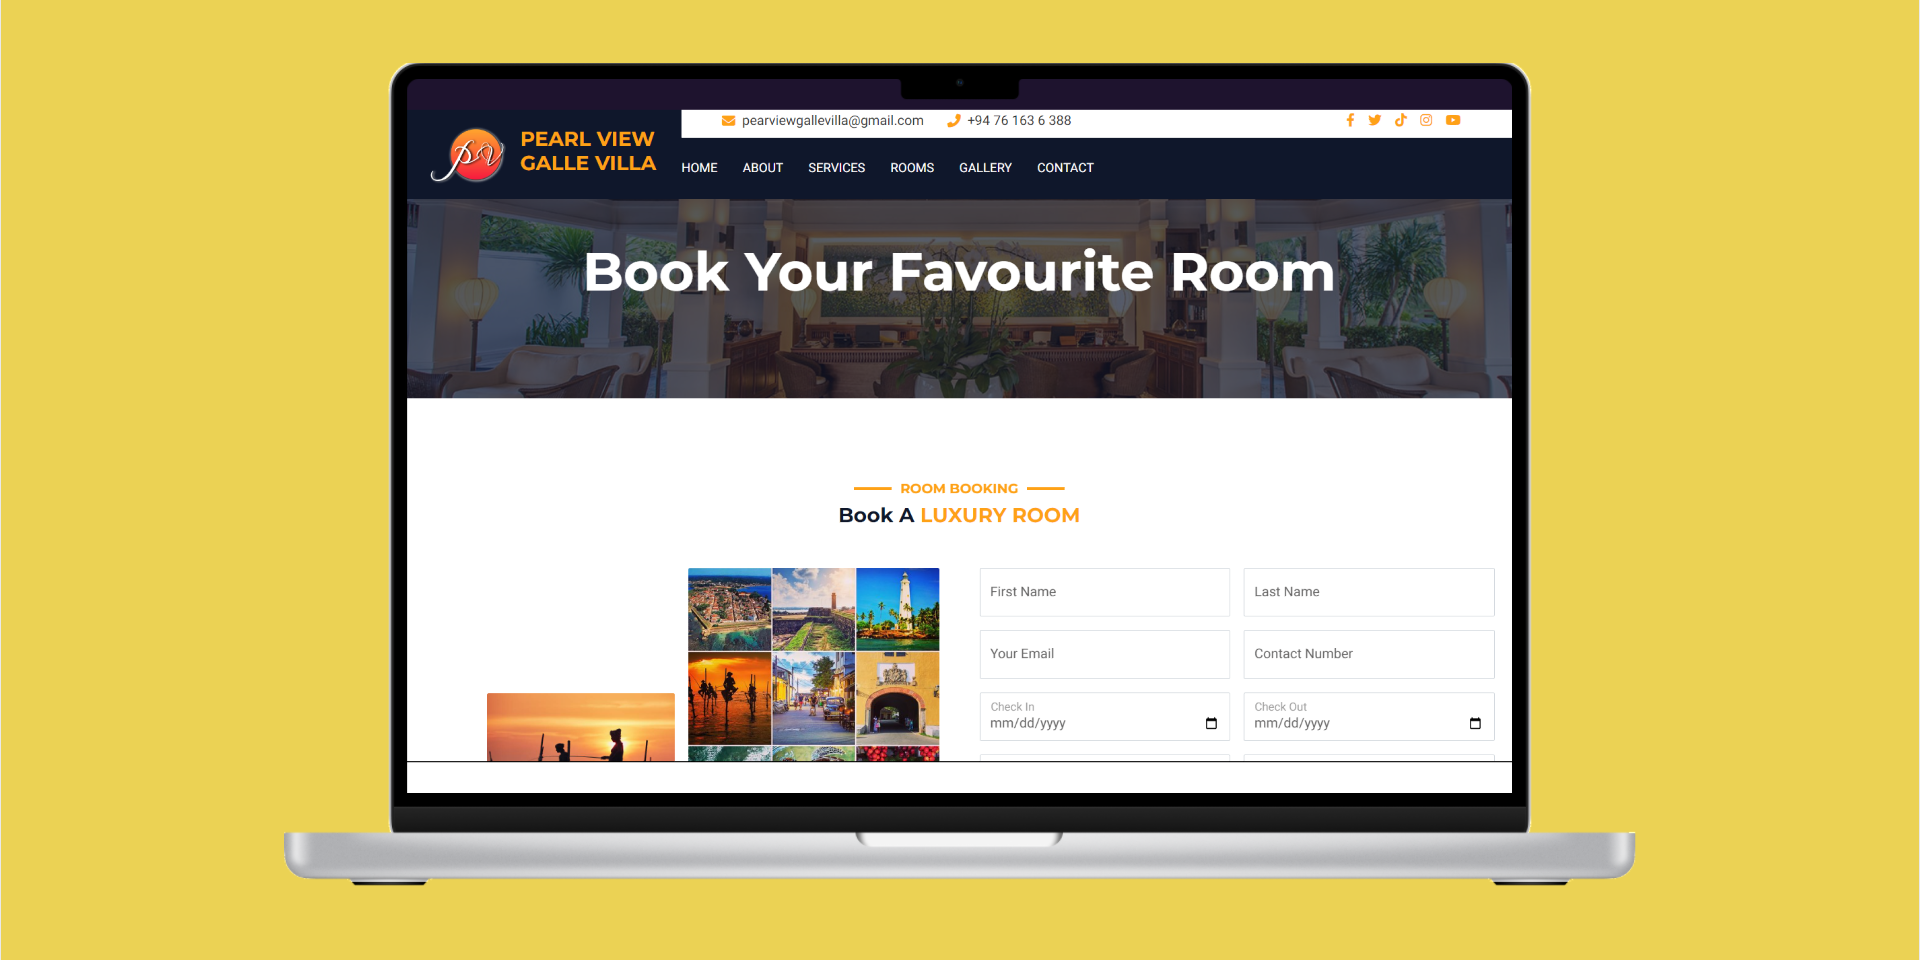 pearviewgallevilla@gmail.com +94 76 163 6 388
PV
PEARL VIEW
GALLE VILLA
HOME ABOUT SERVICES ROOMS GALLERY CONTACT
Book Your Favourite Room
ROOM BOOKING
Book A LUXURY ROOM
First Name Last Name
Your Email Contact Number
Check In Check Out
mm/dd/yyyy mm/dd/yyyy